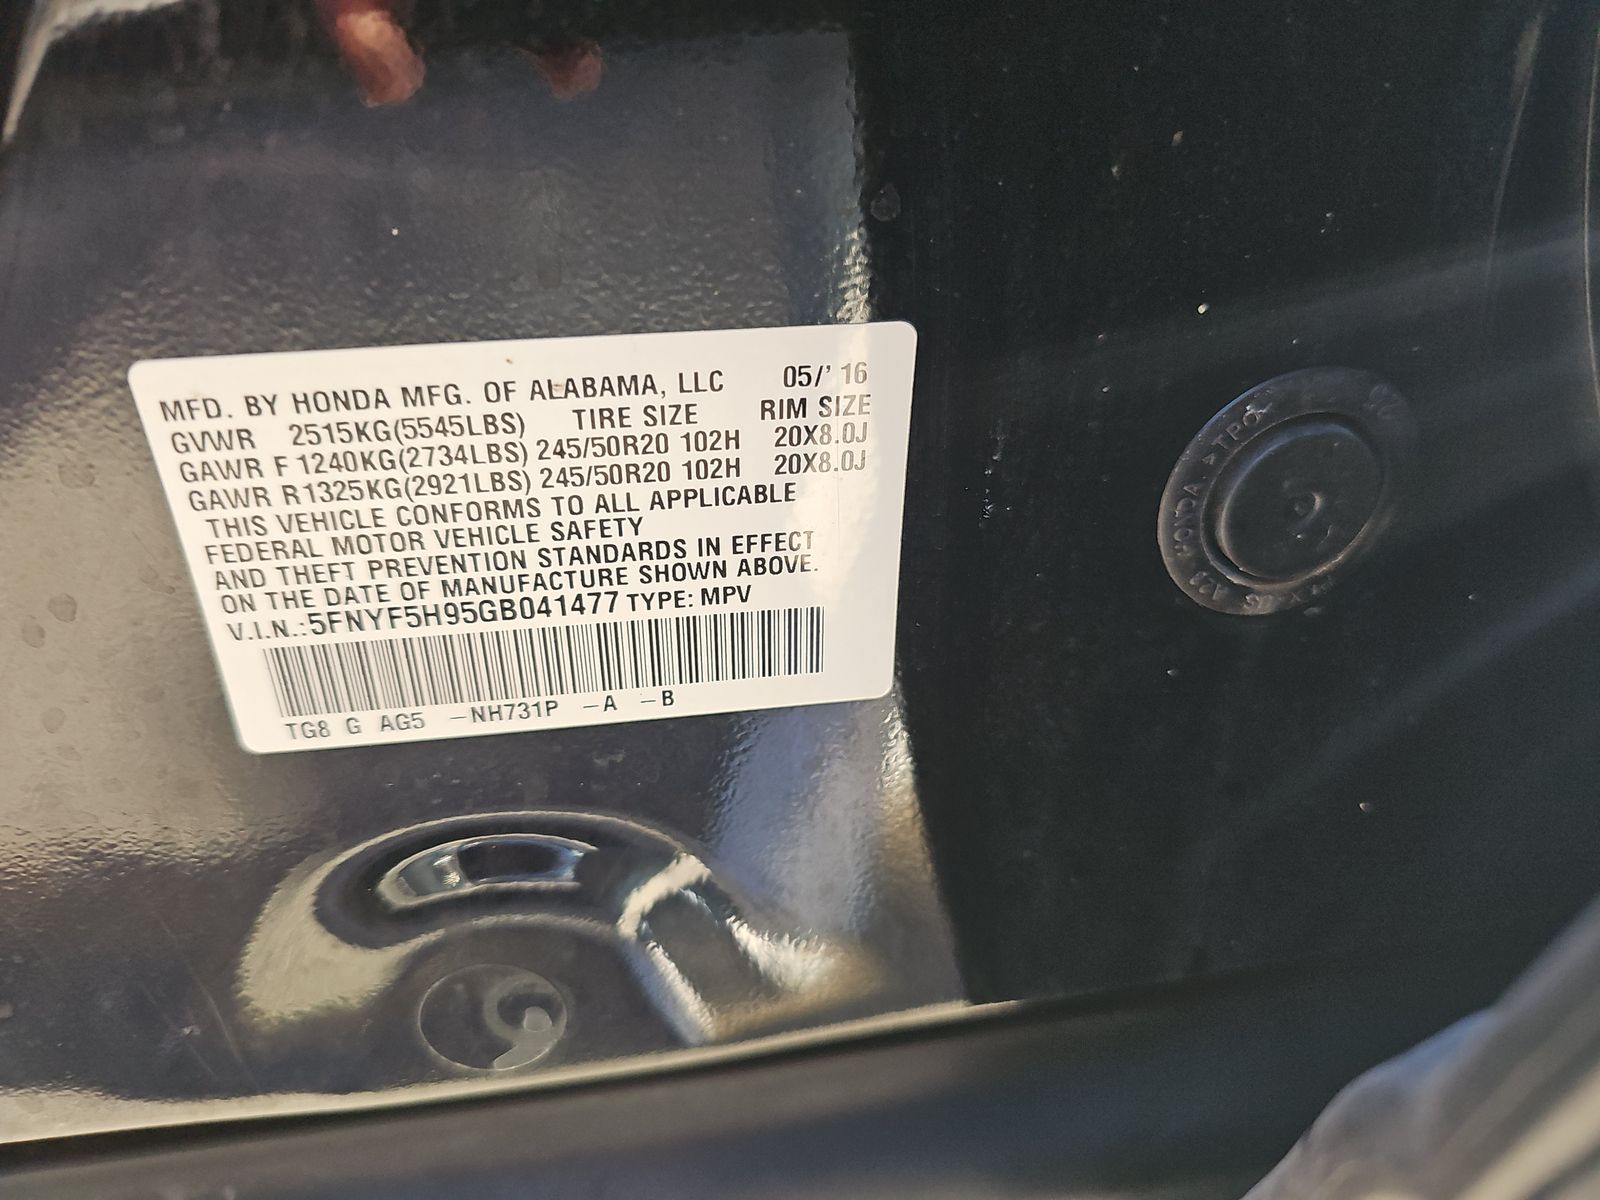 MFD. BY HONDA MFG. OF ALABAMA, LLC 05/' 16
GVWR 2515KG(5545LBS) TIRE SIZE RIM SIZE
GAWR F 1240KG(2734LBS) 245/50R20 102H 20X8.0J
GAWR R1325KG(2921LBS) 245/50R20 102H 20X8.0J
THIS VEHICLE CONFORMS TO ALL APPLICABLE
FEDERAL MOTOR VEHICLE SAFETY
AND THEFT PREVENTION STANDARDS IN EFFECT
ON THE DATE OF MANUFACTURE SHOWN ABOVE.
V.I.N.:5FNYF5H95GB041477 TYPE: MPV
TG8 G AG5 -NH731P -A -B
HONDA >TPO<